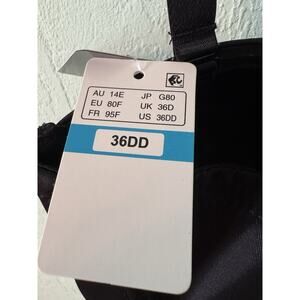 AU 14E JP G80
EU 80F UK 36D
FR 95F US 36DD
36DD